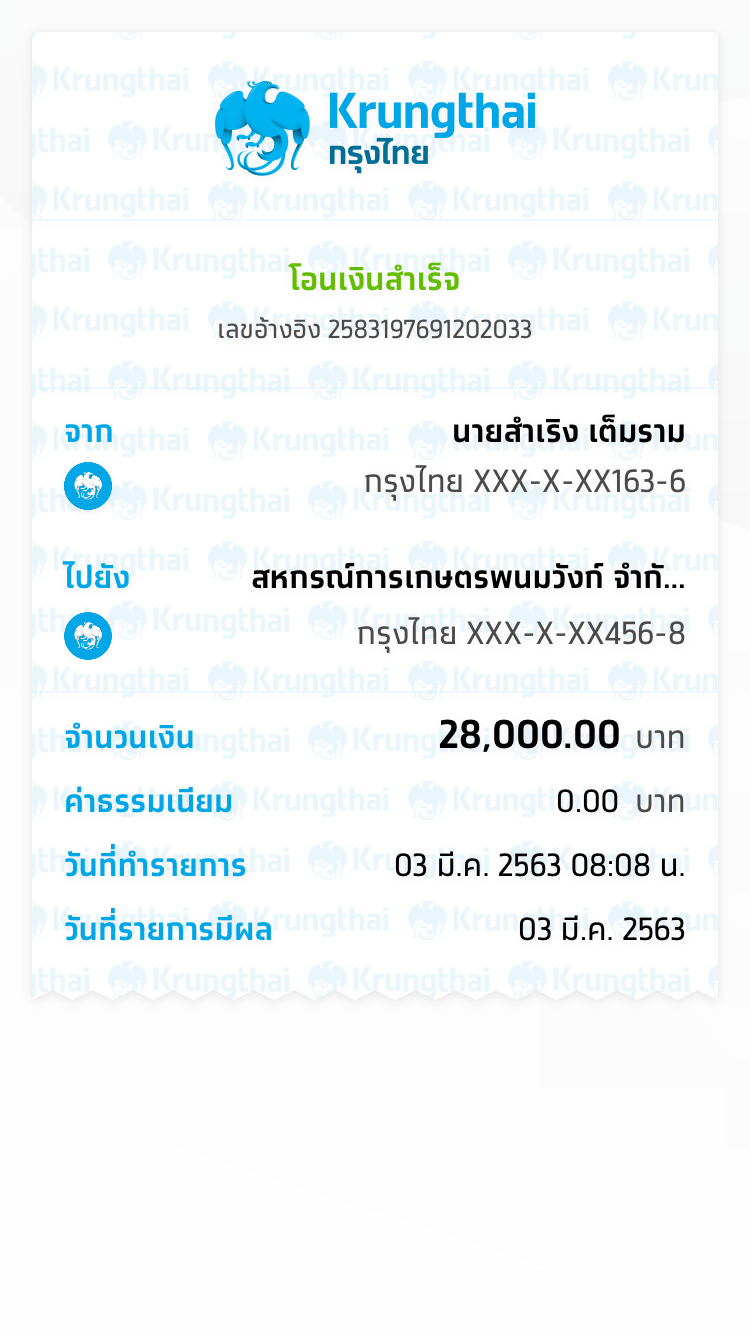 Krungthai
กรุงไทย
โอนเงินสำเร็จ
เลขอ้างอิง 2583197691202033
จาก นายสำเริง เต็มราม
กรุงไทย XXX-X-XX163-6
ไปยัง สหกรณ์การเกษตรพนมวังก์ จำกั...
กรุงไทย XXX-X-XX456-8
จำนวนเงิน 28,000.00 บาท
ค่าธรรมเนียม 0.00 บาท
วันที่ทำรายการ 03 มี.ค. 2563 08:08 น.
วันที่รายการมีผล 03 มี.ค. 2563